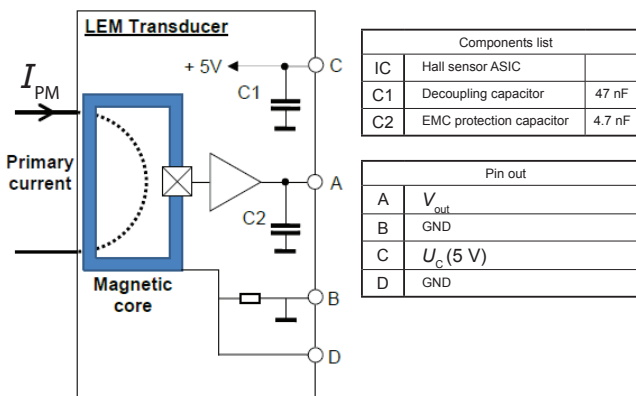 LEM Transducer
+ 5V
C
C1
I PM
Primary
current
A
C2
Magnetic
core
B
D
Components list
IC Hall sensor ASIC
C1 Decoupling capacitor 47 nF
C2 EMC protection capacitor 4.7 nF
Pin out
A V out
B GND
C U C (5 V)
D GND